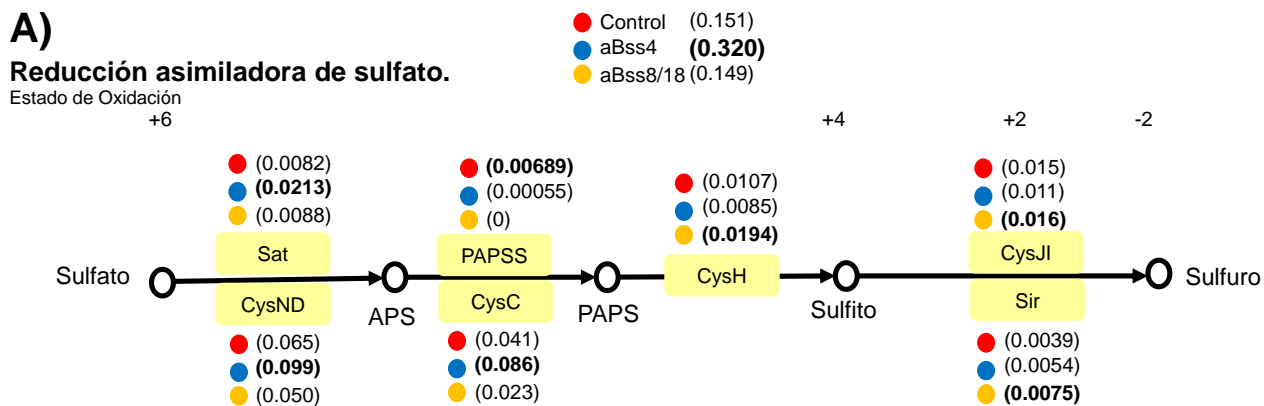 A)
Control (0.151)
aBss4 (0.320)
aBss8/18 (0.149)
Reducción asimiladora de sulfato.
Estado de Oxidación
+6 +4 +2 -2
(0.0082) (0.00689) (0.0107) (0.015)
(0.0213) (0.00055) (0.0085) (0.011)
(0.0088) (0) (0.0194) (0.016)
Sat PAPSS CysJI
Sulfato CysH Sulfuro
CysND CysC Sir
APS PAPS Sulfito
(0.065) (0.041) (0.0039)
(0.099) (0.086) (0.0054)
(0.050) (0.023) (0.0075)